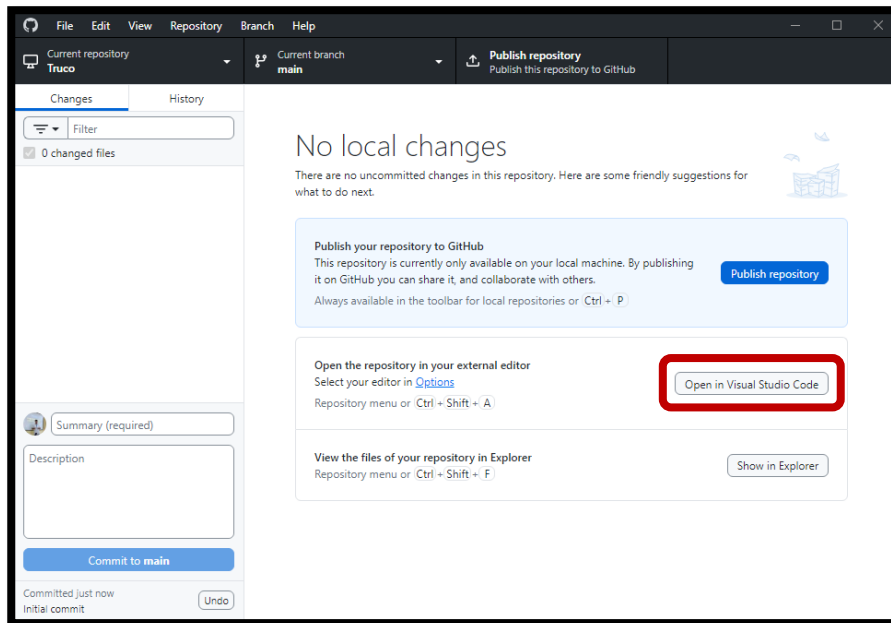 File Edit View Repository Branch Help
Current repository
Truco
Current branch
main
Publish repository
Publish this repository to GitHub
Changes History
Filter
0 changed files
No local changes
There are no uncommitted changes in this repository. Here are some friendly suggestions for
what to do next.
Publish your repository to GitHub
This repository is currently only available on your local machine. By publishing
it on GitHub you can share it, and collaborate with others.
Always available in the toolbar for local repositories or Ctrl + P
Publish repository
Open the repository in your external editor
Select your editor in Options
Repository menu or Ctrl + Shift + A
Open in Visual Studio Code
View the files of your repository in Explorer
Repository menu or Ctrl + Shift + F
Show in Explorer
Summary (required)
Description
Commit to main
Committed just now
Initial commit
Undo